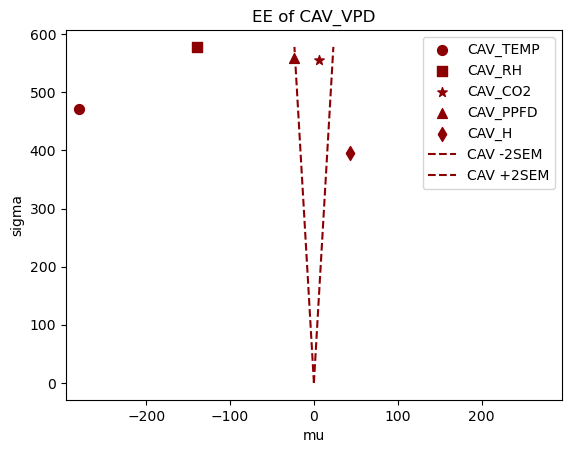 EE of CAV_VPD
600
500
400
300
200
100
0
sigma
−200
−100
0
100
200
mu
CAV_TEMP
CAV_RH
CAV_CO2
CAV_PPFD
CAV_H
CAV -2SEM
CAV +2SEM